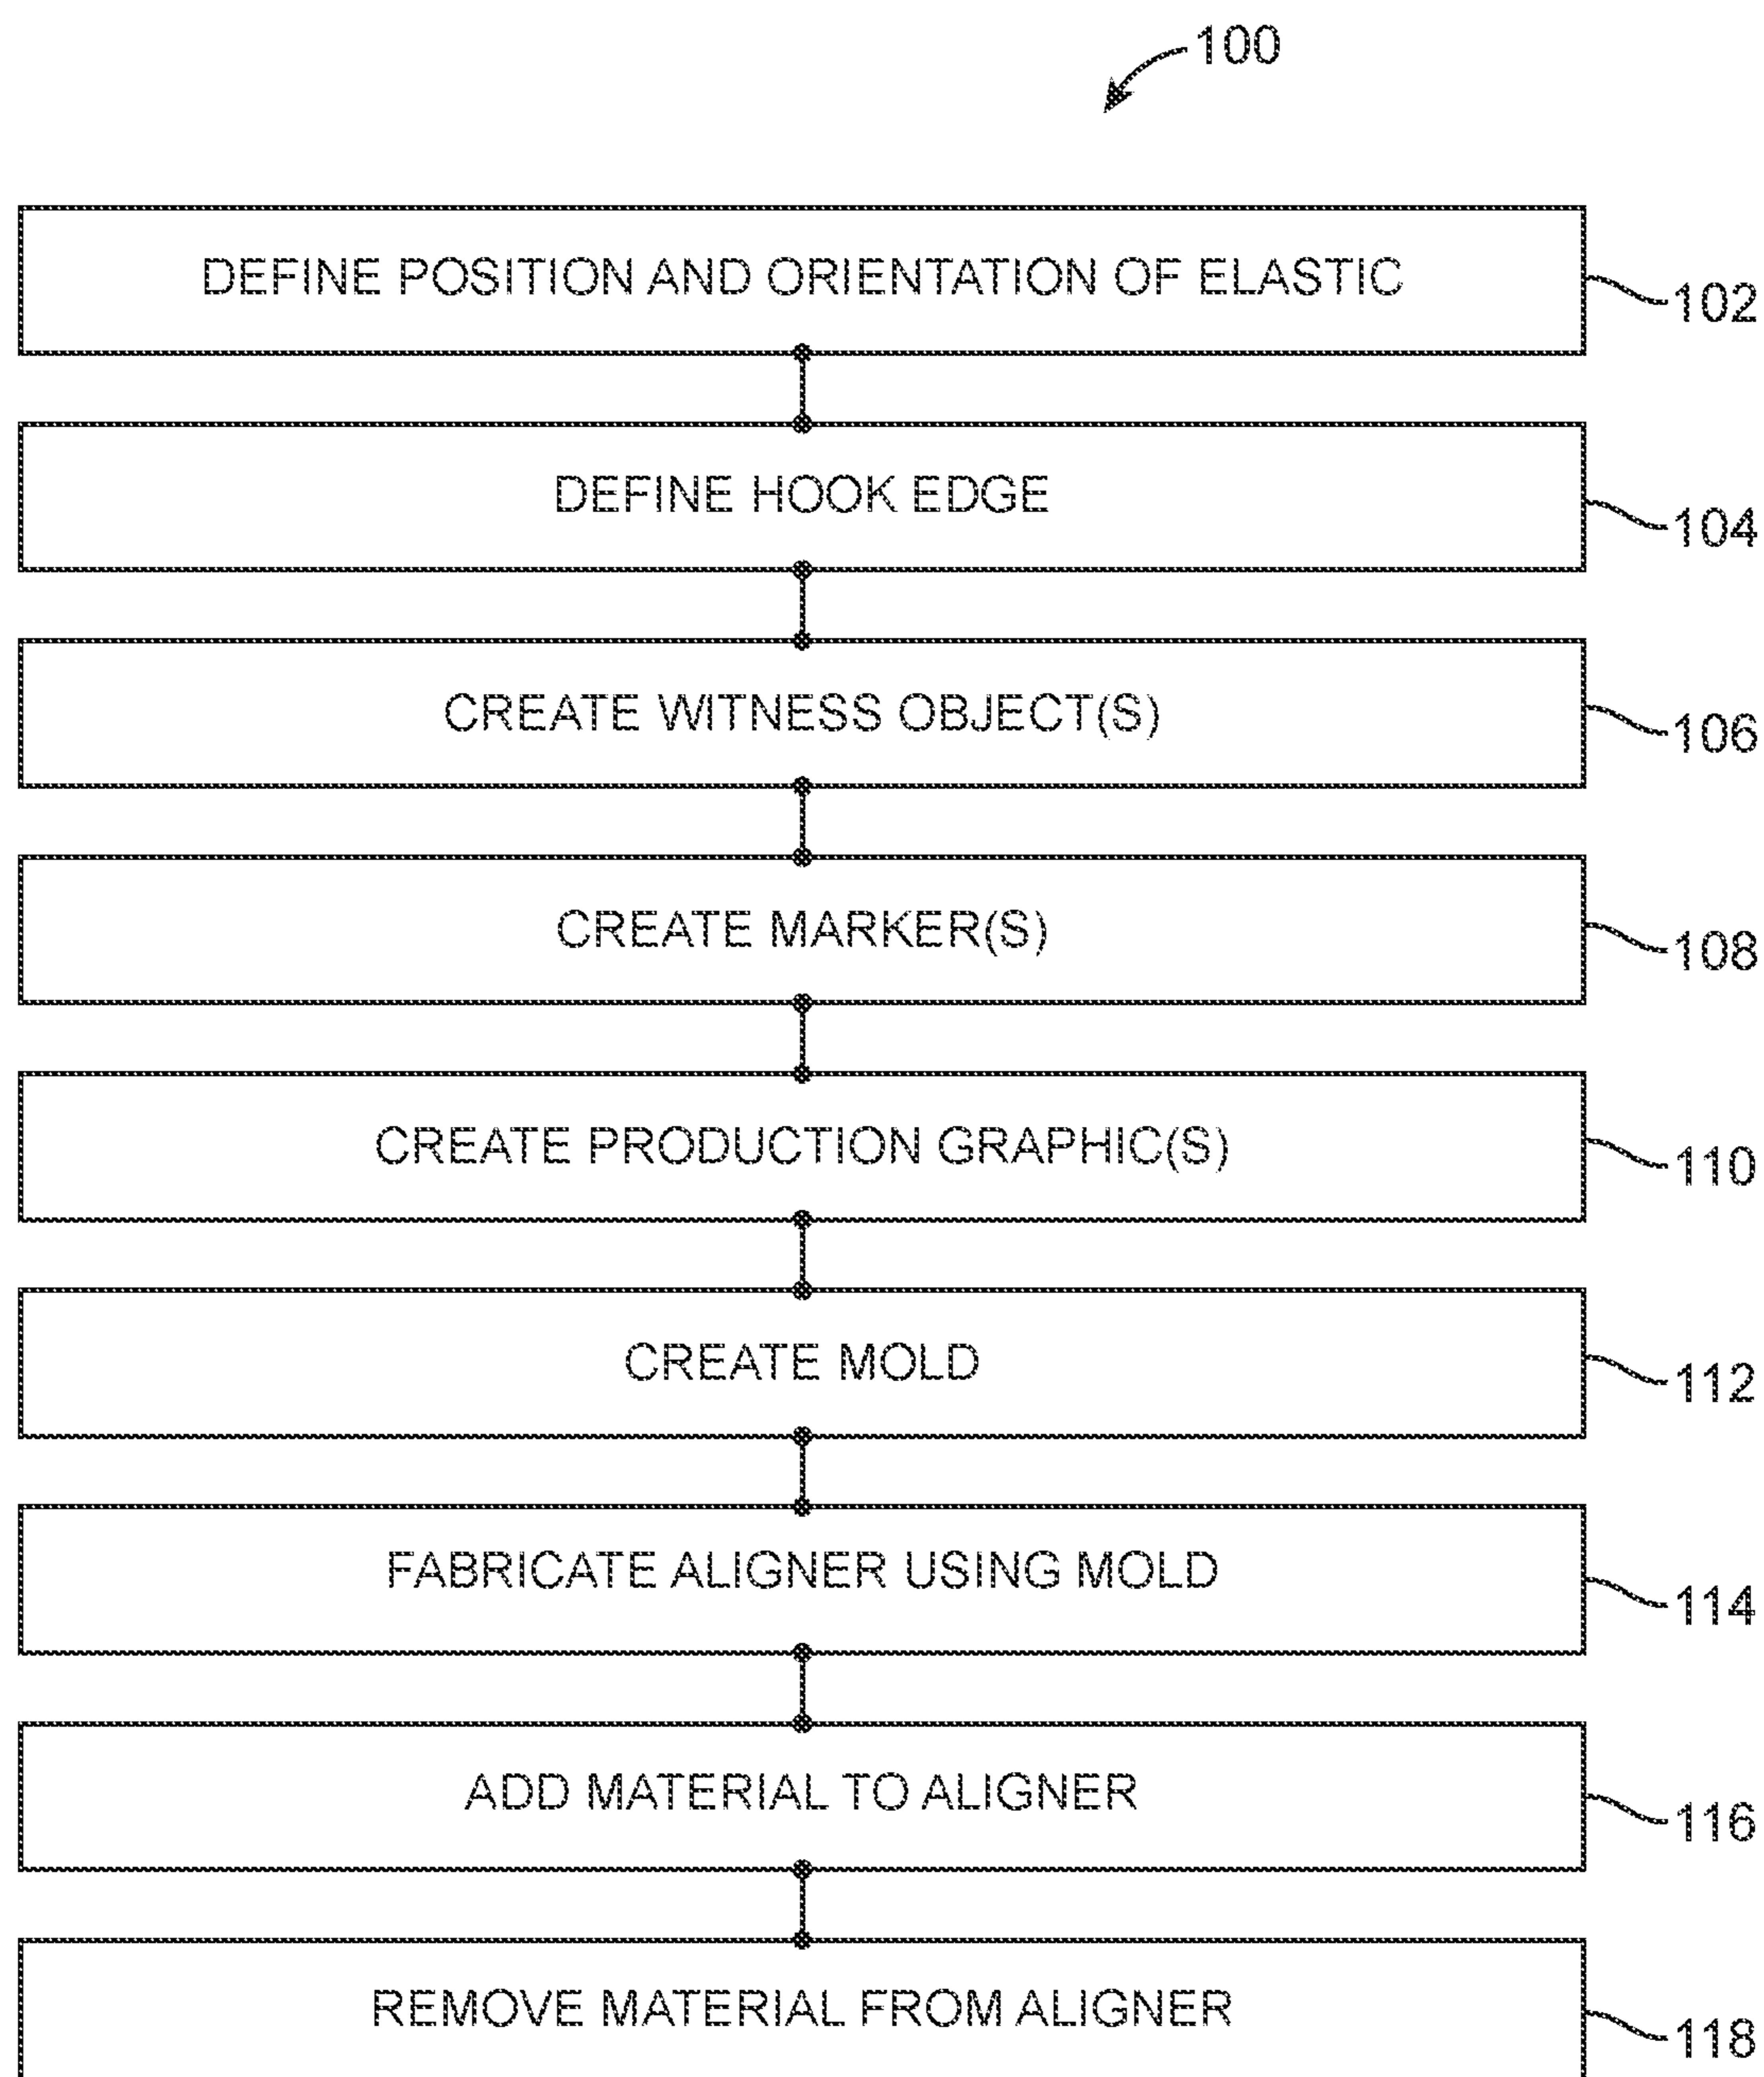 100
DEFINE POSITION AND ORIENTATION OF ELASTIC
102
DEFINE HOOK EDGE
104
CREATE WITNESS OBJECT(S)
106
CREATE MARKER(S)
108
CREATE PRODUCTION GRAPHIC(S)
110
CREATE MOLD
112
FABRICATE ALIGNER USING MOLD
114
ADD MATERIAL TO ALIGNER
116
REMOVE MATERIAL FROM ALIGNER
118